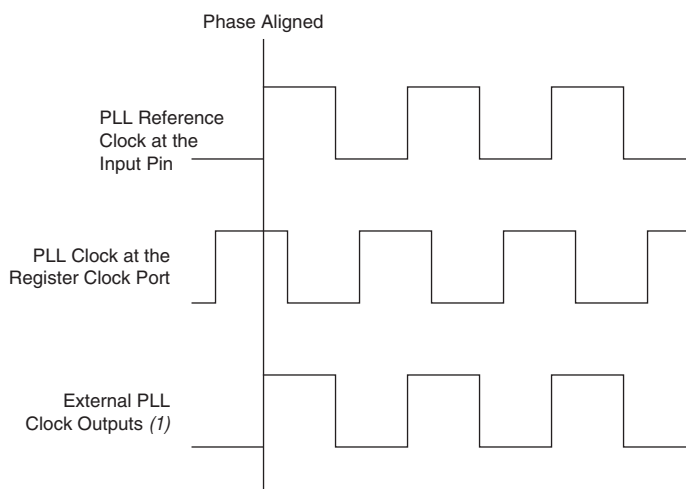 Phase Aligned
PLL Reference
Clock at the
Input Pin
PLL Clock at the
Register Clock Port
External PLL
Clock Outputs (1)